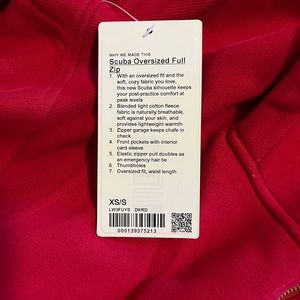 WHY WE MADE THIS
Scuba Oversized Full
Zip
1. With an oversized fit and the
soft, cozy fabric you love,
this new Scuba silhouette keeps
your post-practice comfort at
peak levels
2. Blended light cotton fleece
fabric is naturally breathable,
soft against your skin, and
provides lightweight warmth
3. Zipper garage keeps chafe in
check
4. Front pockets with interior
card sleeve
5. Elastic zipper pull doubles as
an emergency hair tie
6. Thumbholes
7. Oversized fit, waist length
XS/S
LW3FUYS DKRD
000139375213